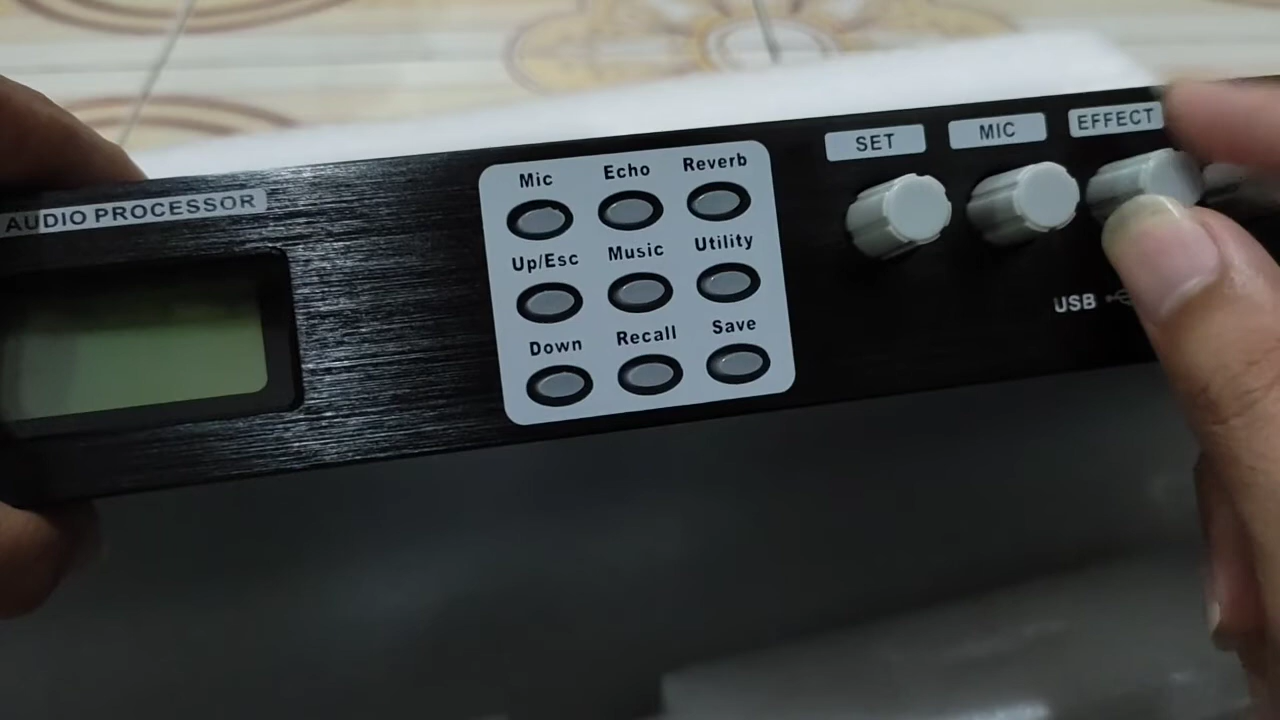 AUDIO PROCESSOR
Mic Echo Reverb
Up/Esc Music Utility
Down Recall Save
SET MIC EFFECT
USB